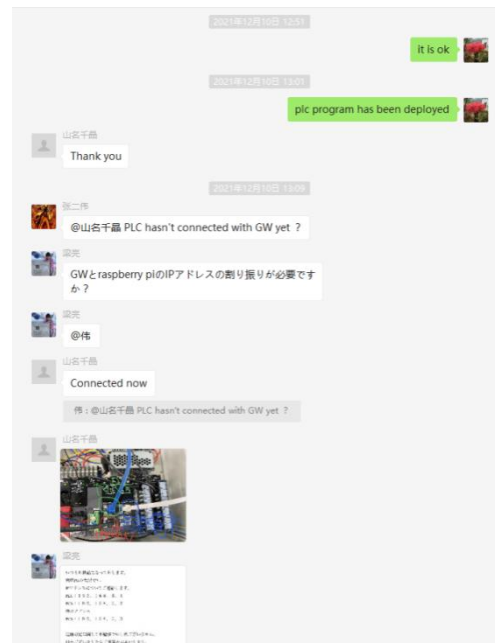 2021年12月10日 12:51
it is ok
2021年12月10日 13:01
plc program has been deployed
山名千晶
Thank you
2021年12月10日 13:09
张二伟
@山名千晶 PLC hasn't connected with GW yet ？
梁亮
GWとraspberry piのIPアドレスの割り振りが必要です
か？
梁亮
@伟
山名千晶
Connected now
伟：@山名千晶 PLC hasn't connected with GW yet ？
山名千晶
梁亮